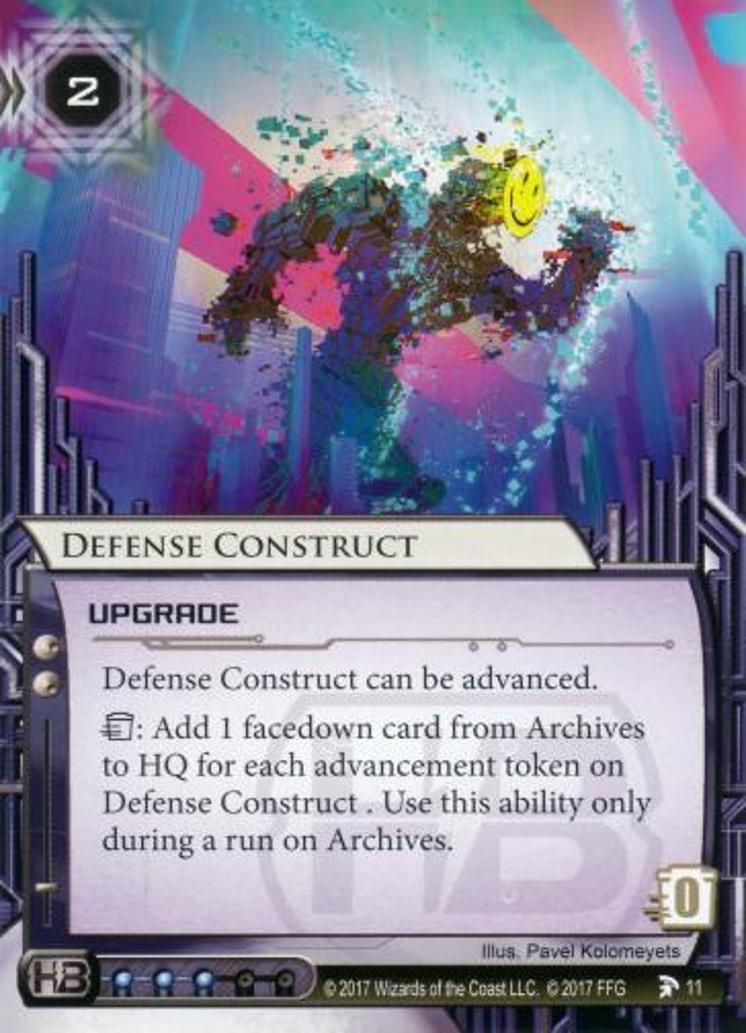 2
DEFENSE CONSTRUCT
UPGRADE
Defense Construct can be advanced.
: Add 1 facedown card from Archives
to HQ for each advancement token on
Defense Construct . Use this ability only
during a run on Archives.
0
Illus. Pavel Kolomeyets
HB
© 2017 Wizards of the Coast LLC. © 2017 FFG
11